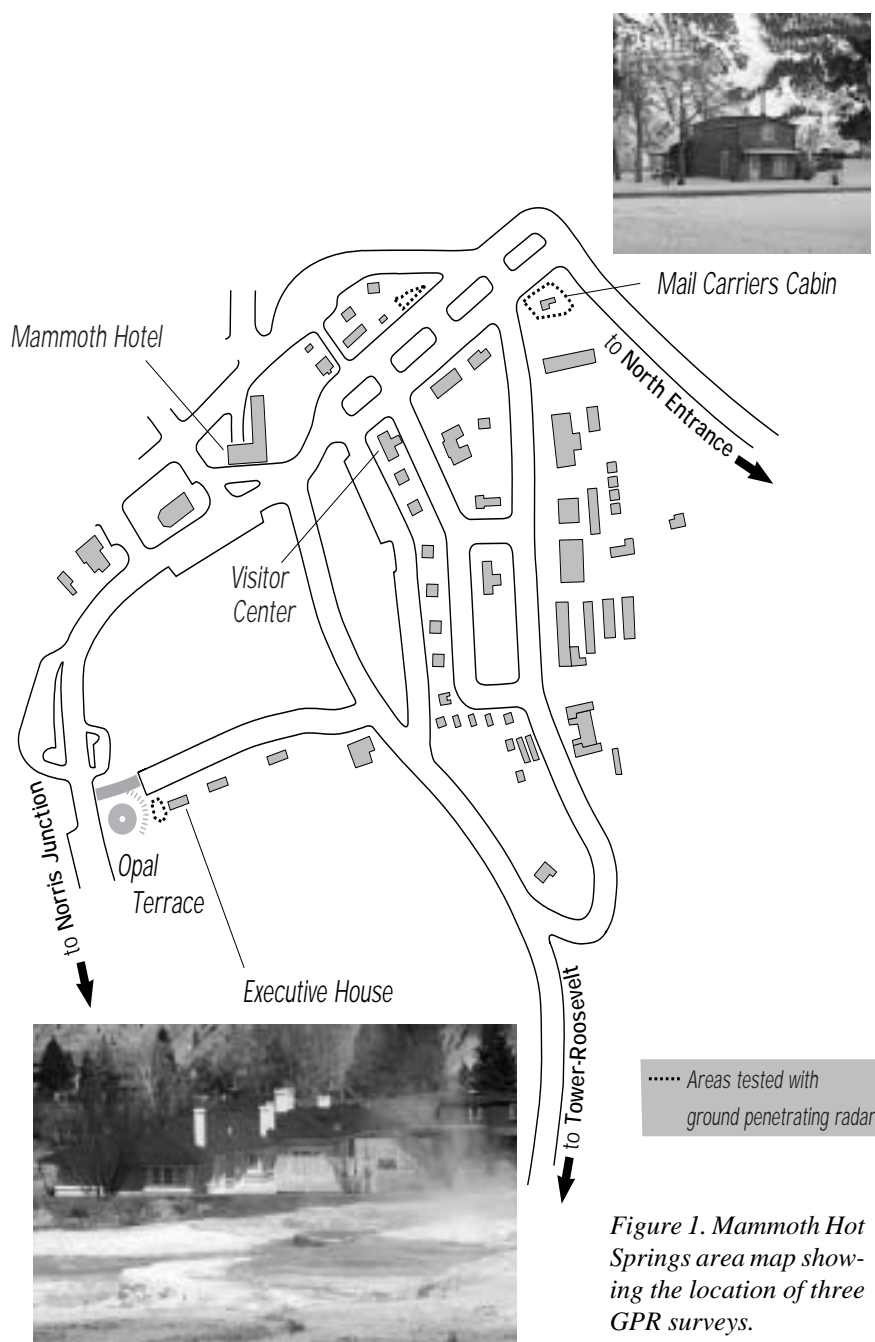 Mail Carriers Cabin
Mammoth Hotel
to North Entrance
Visitor
Center
to Norris Junction
Opal
Terrace
Executive House
to Tower-Roosevelt
Areas tested with
ground penetrating radar
Figure 1. Mammoth Hot
Springs area map show-
ing the location of three
GPR surveys.